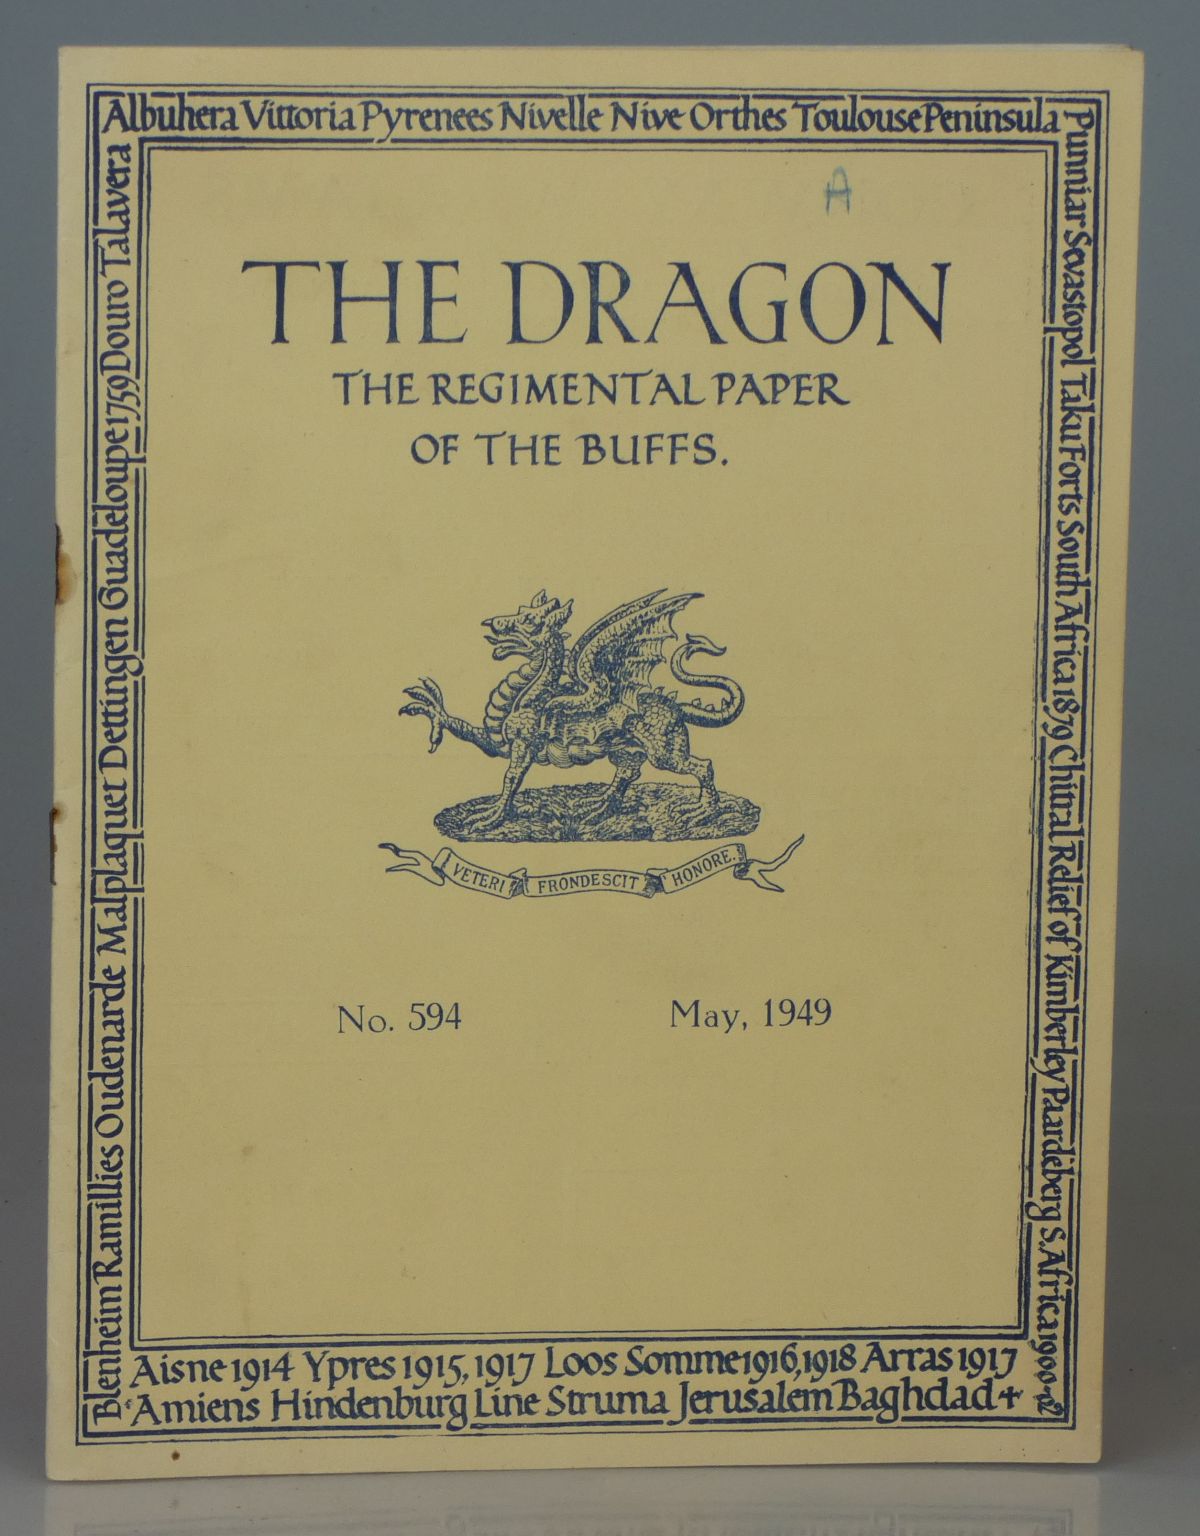 Albuhera Vittoria Pyrenees Nivelle Nive Orthes Toulouse Peninsula
Blenheim Ramillies Oudenarde Malplaquet Dettingen Guadeloupe 1759 Douro Talavera
Punniar Sevastopol Taku Forts South Africa 1879 Chitral Relief of Kimberley Paardeberg S. Africa 1900-02
A
THE DRAGON
THE REGIMENTAL PAPER
OF THE BUFFS.
VETERI FRONDESCIT HONORE.
No. 594 May, 1949
Aisne 1914 Ypres 1915, 1917 Loos Somme 1916, 1918 Arras 1917
Amiens Hindenburg Line Struma Jerusalem Baghdad +